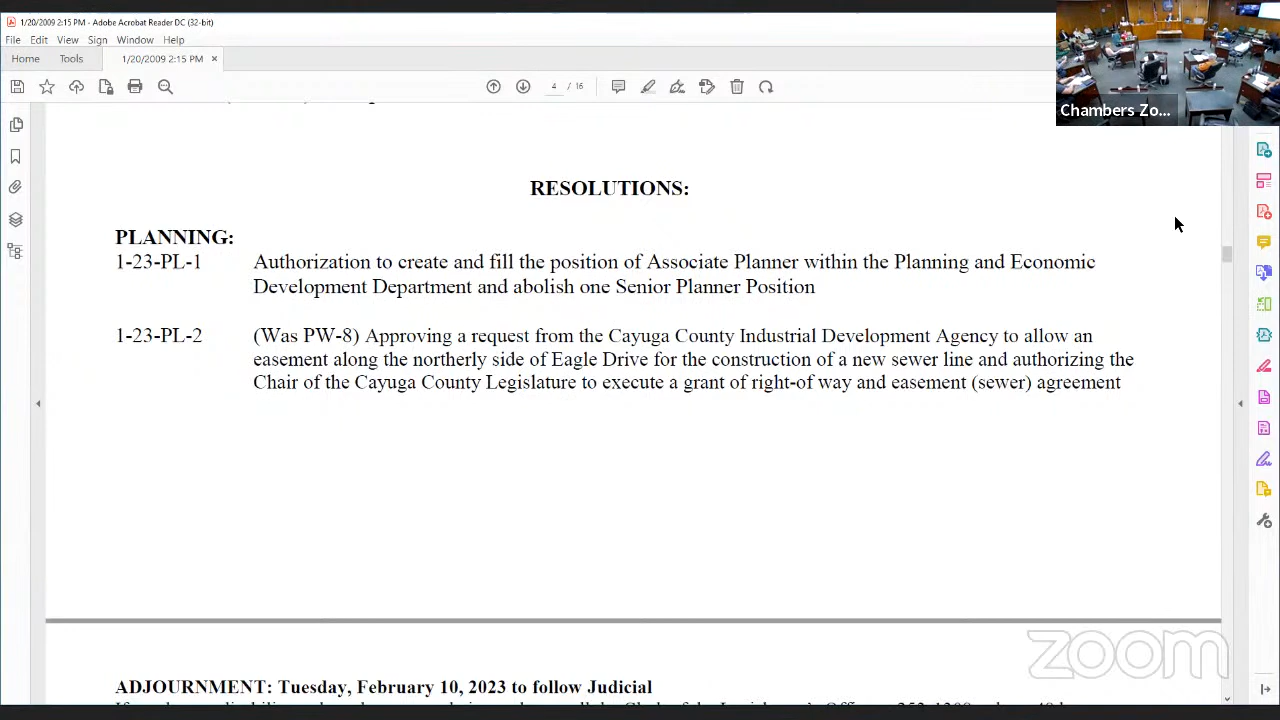 1/20/2009 2:15 PM - Adobe Acrobat Reader DC (32-bit)
File Edit View Sign Window Help
Home Tools 1/20/2009 2:15 PM ×
4 / 16
Chambers Zo...
RESOLUTIONS:
PLANNING:
1-23-PL-1 Authorization to create and fill the position of Associate Planner within the Planning and Economic
Development Department and abolish one Senior Planner Position
1-23-PL-2 (Was PW-8) Approving a request from the Cayuga County Industrial Development Agency to allow an
easement along the northerly side of Eagle Drive for the construction of a new sewer line and authorizing the
Chair of the Cayuga County Legislature to execute a grant of right-of way and easement (sewer) agreement
zoom
ADJOURNMENT: Tuesday, February 10, 2023 to follow Judicial